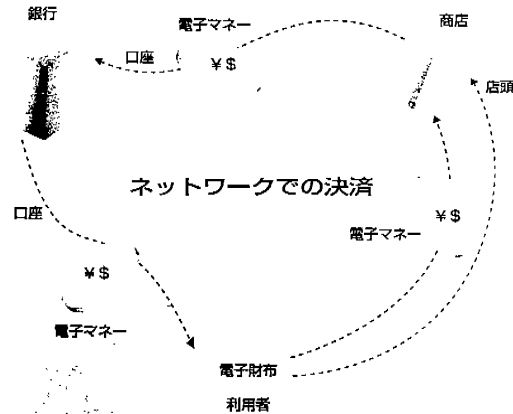 銀行
電子マネー
商店
口座
¥$
店頭
ネットワークでの決済
口座
¥$
電子マネー
¥$
電子マネー
電子財布
利用者